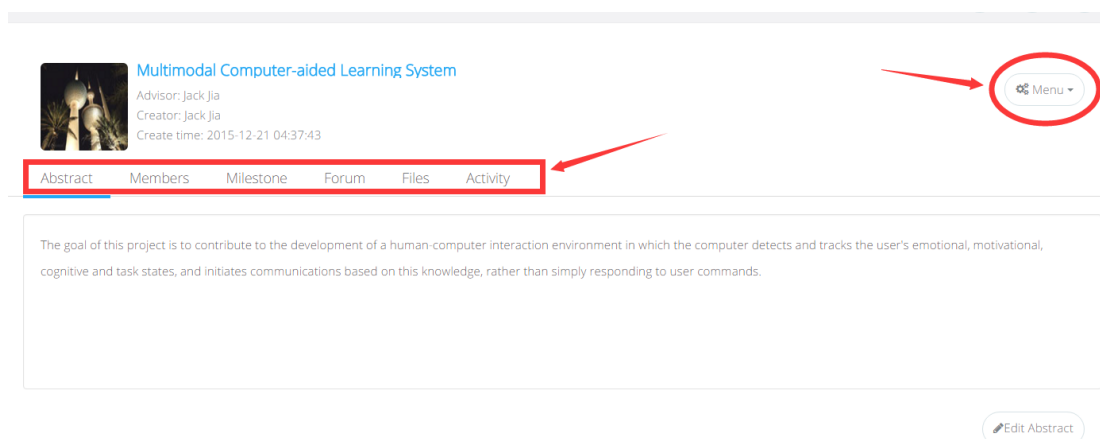 Multimodal Computer-aided Learning System
Advisor: Jack Jia
Creator: Jack Jia
Create time: 2015-12-21 04:37:43
Menu
Abstract Members Milestone Forum Files Activity
The goal of this project is to contribute to the development of a human-computer interaction environment in which the computer detects and tracks the user's emotional, motivational,
cognitive and task states, and initiates communications based on this knowledge, rather than simply responding to user commands.
Edit Abstract